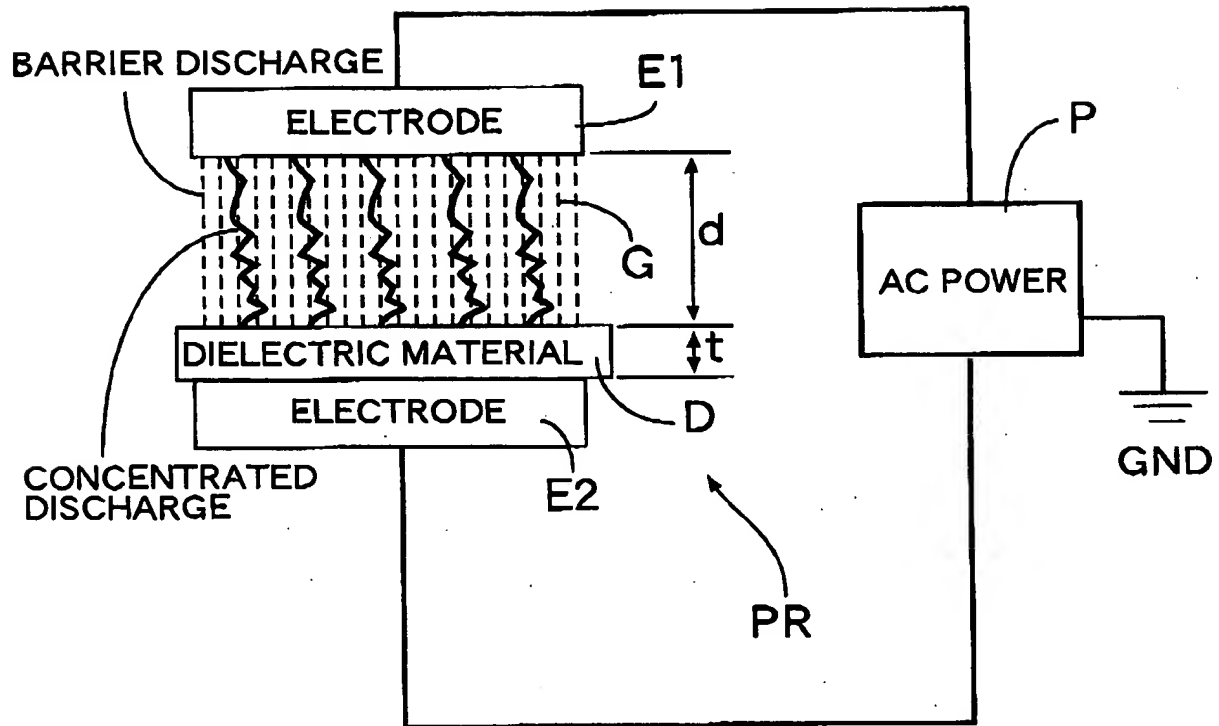 BARRIER DISCHARGE
E1
ELECTRODE
P
d
G
AC POWER
DIELECTRIC MATERIAL
t
ELECTRODE
D
GND
CONCENTRATED
DISCHARGE
E2
PR